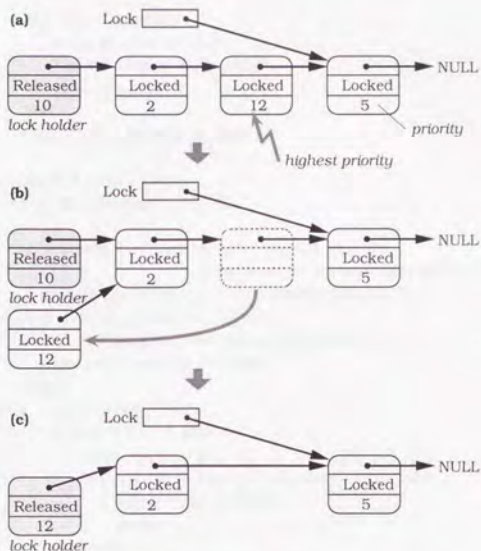 (a)
Lock
NULL
Released
Locked
Locked
Locked
10
2
12
5
lock holder
priority
highest priority
(b)
Lock
NULL
Released
Locked
Locked
10
2
5
lock holder
Locked
12
(c)
Lock
NULL
Locked
Locked
Released
2
5
12
lock holder